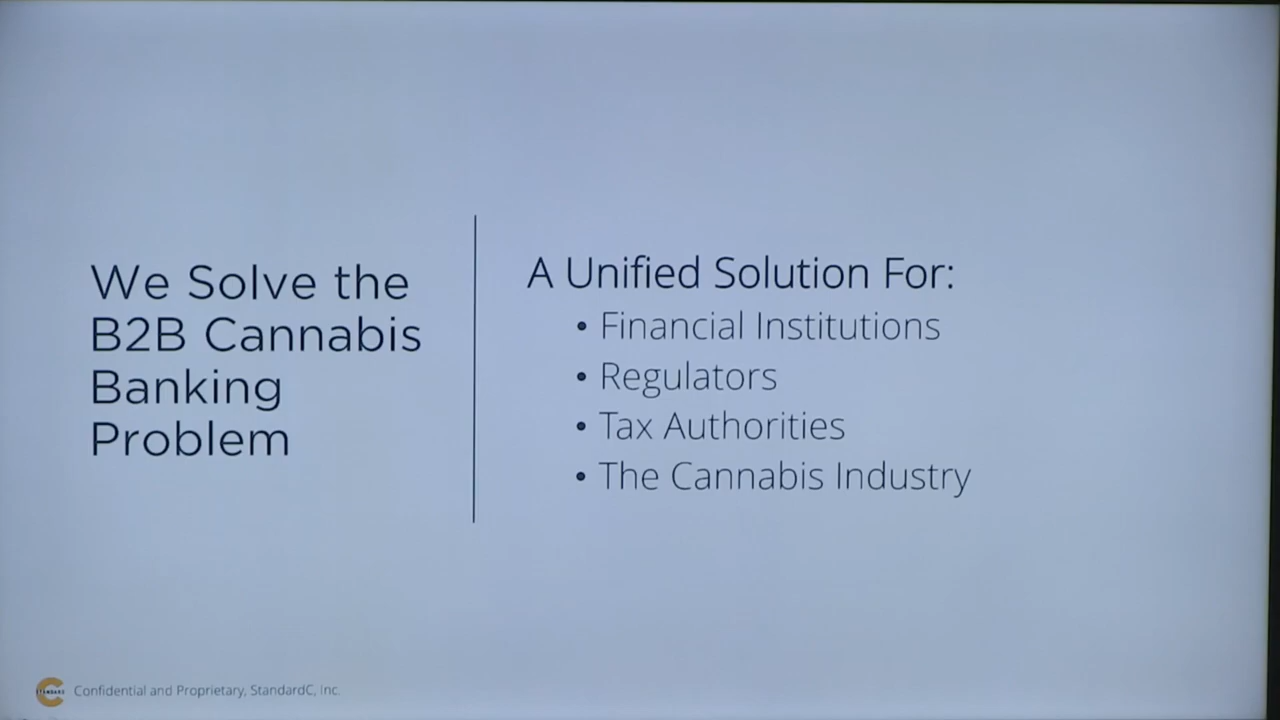 We Solve the
B2B Cannabis
Banking
Problem
A Unified Solution For:
• Financial Institutions
• Regulators
• Tax Authorities
• The Cannabis Industry
STANDARD
Confidential and Proprietary, StandardC, Inc.